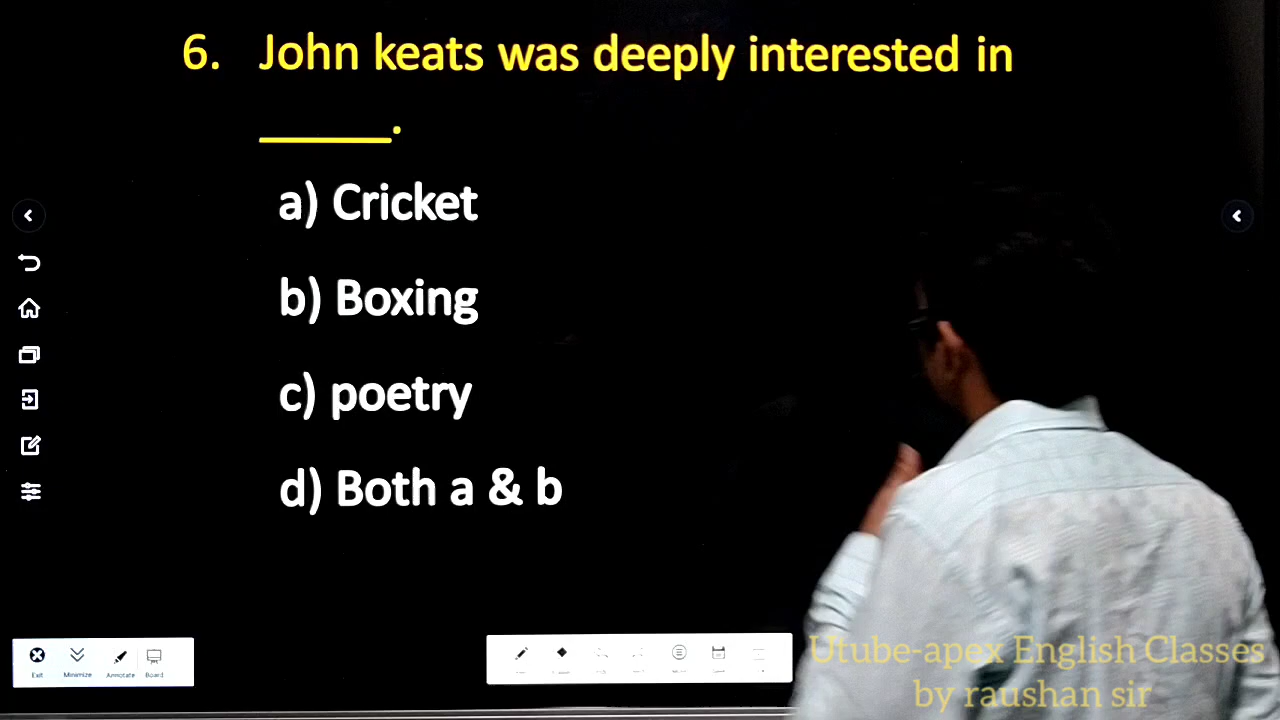 6. John keats was deeply interested in
_____.
a) Cricket
b) Boxing
c) poetry
d) Both a & b
Exit Minimize Annotate Board
Utube-apex English Classes
by raushan sir